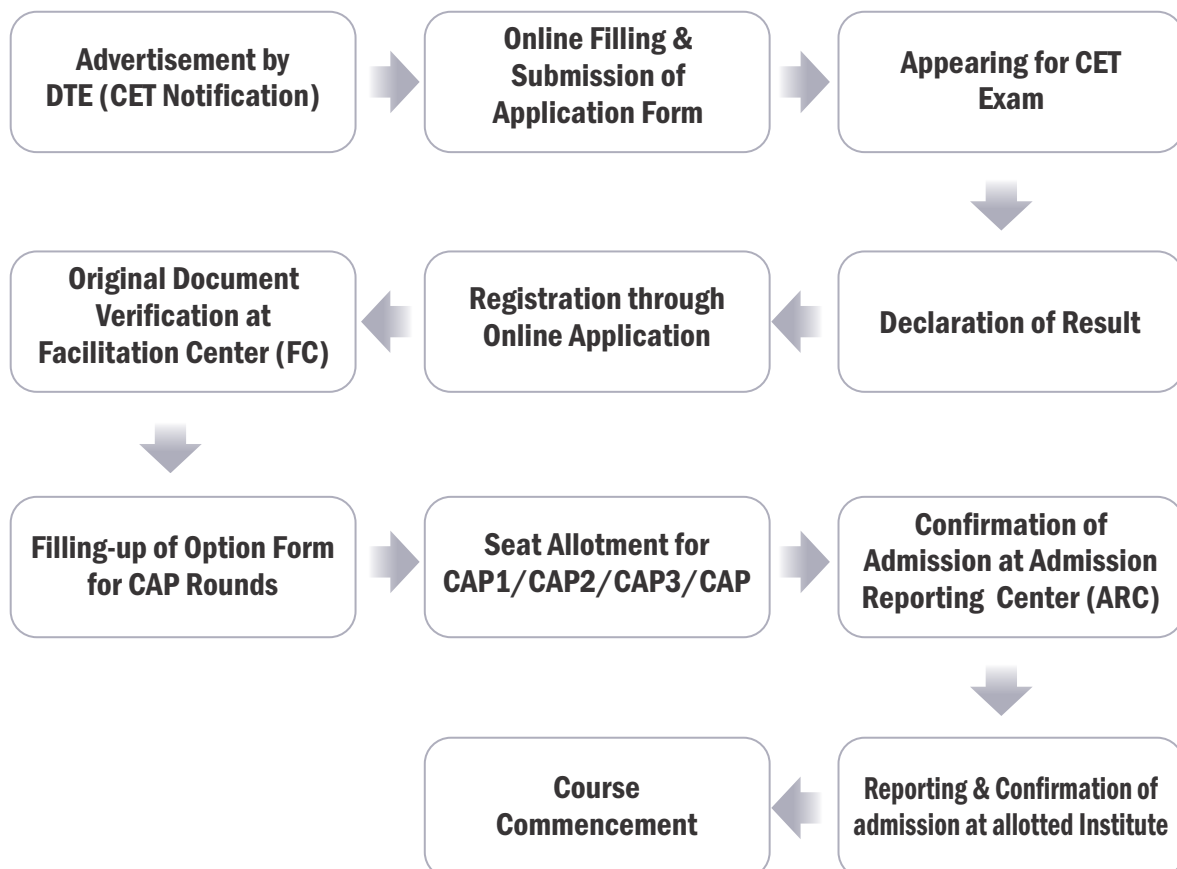 Advertisement by
DTE (CET Notification)
Online Filling &
Submission of
Application Form
Appearing for CET
Exam
Declaration of Result
Registration through
Online Application
Original Document
Verification at
Facilitation Center (FC)
Filling-up of Option Form
for CAP Rounds
Seat Allotment for
CAP1/CAP2/CAP3/CAP
Confirmation of
Admission at Admission
Reporting Center (ARC)
Reporting & Confirmation of
admission at allotted Institute
Course
Commencement